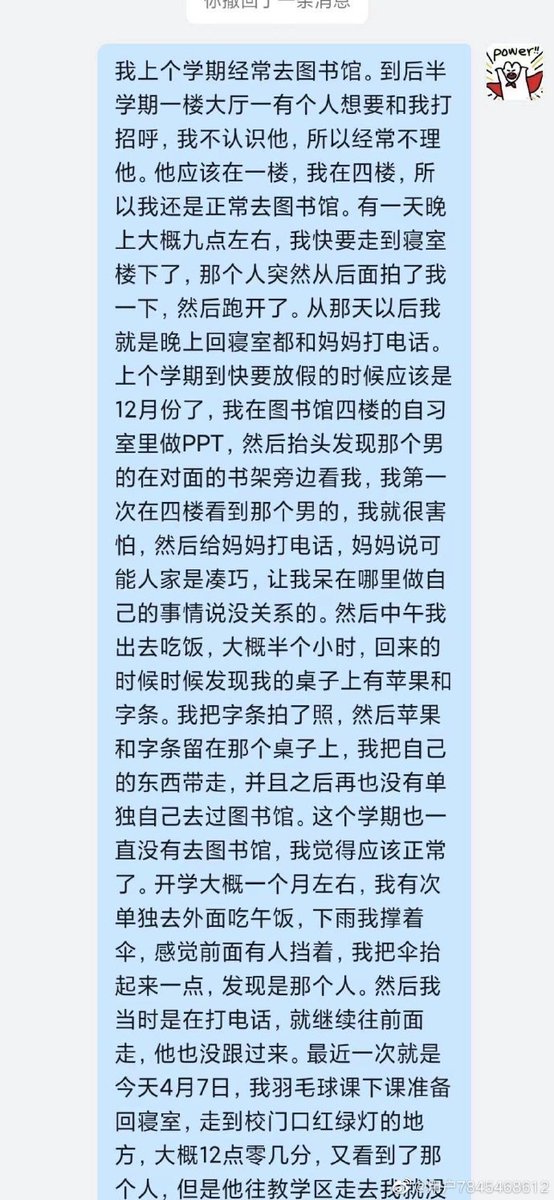 你撤回了一条消息
power!!
我上个学期经常去图书馆。到后半
学期一楼大厅一有个人想要和我打
招呼，我不认识他，所以经常不理
他。他应该在一楼，我在四楼，所
以我还是正常去图书馆。有一天晚
上大概九点左右，我快要走到寝室
楼下了，那个人突然从后面拍了我
一下，然后跑开了。从那天以后我
就是晚上回寝室都和妈妈打电话。
上个学期到快要放假的时候应该是
12月份了，我在图书馆四楼的自习
室里做PPT，然后抬头发现那个男
的在对面的书架旁边看我，我第一
次在四楼看到那个男的，我就很害
怕，然后给妈妈打电话，妈妈说可
能人家是凑巧，让我呆在哪里做自
己的事情说没关系的。然后中午我
出去吃饭，大概半个小时，回来的
时候时候发现我的桌子上有苹果和
字条。我把字条拍了照，然后苹果
和字条留在那个桌子上，我把自己
的东西带走，并且之后再也没有单
独自己去过图书馆。这个学期也一
直没有去图书馆，我觉得应该正常
了。开学大概一个月左右，我有次
单独去外面吃午饭，下雨我撑着
伞，感觉前面有人挡着，我把伞抬
起来一点，发现是那个人。然后我
当时是在打电话，就继续往前面
走，他也没跟过来。最近一次就是
今天4月7日，我羽毛球课下课准备
回寝室，走到校门口红绿灯的地
方，大概12点零几分，又看到了那
个人，但是他往教学区走去我就没
@用户7845468612